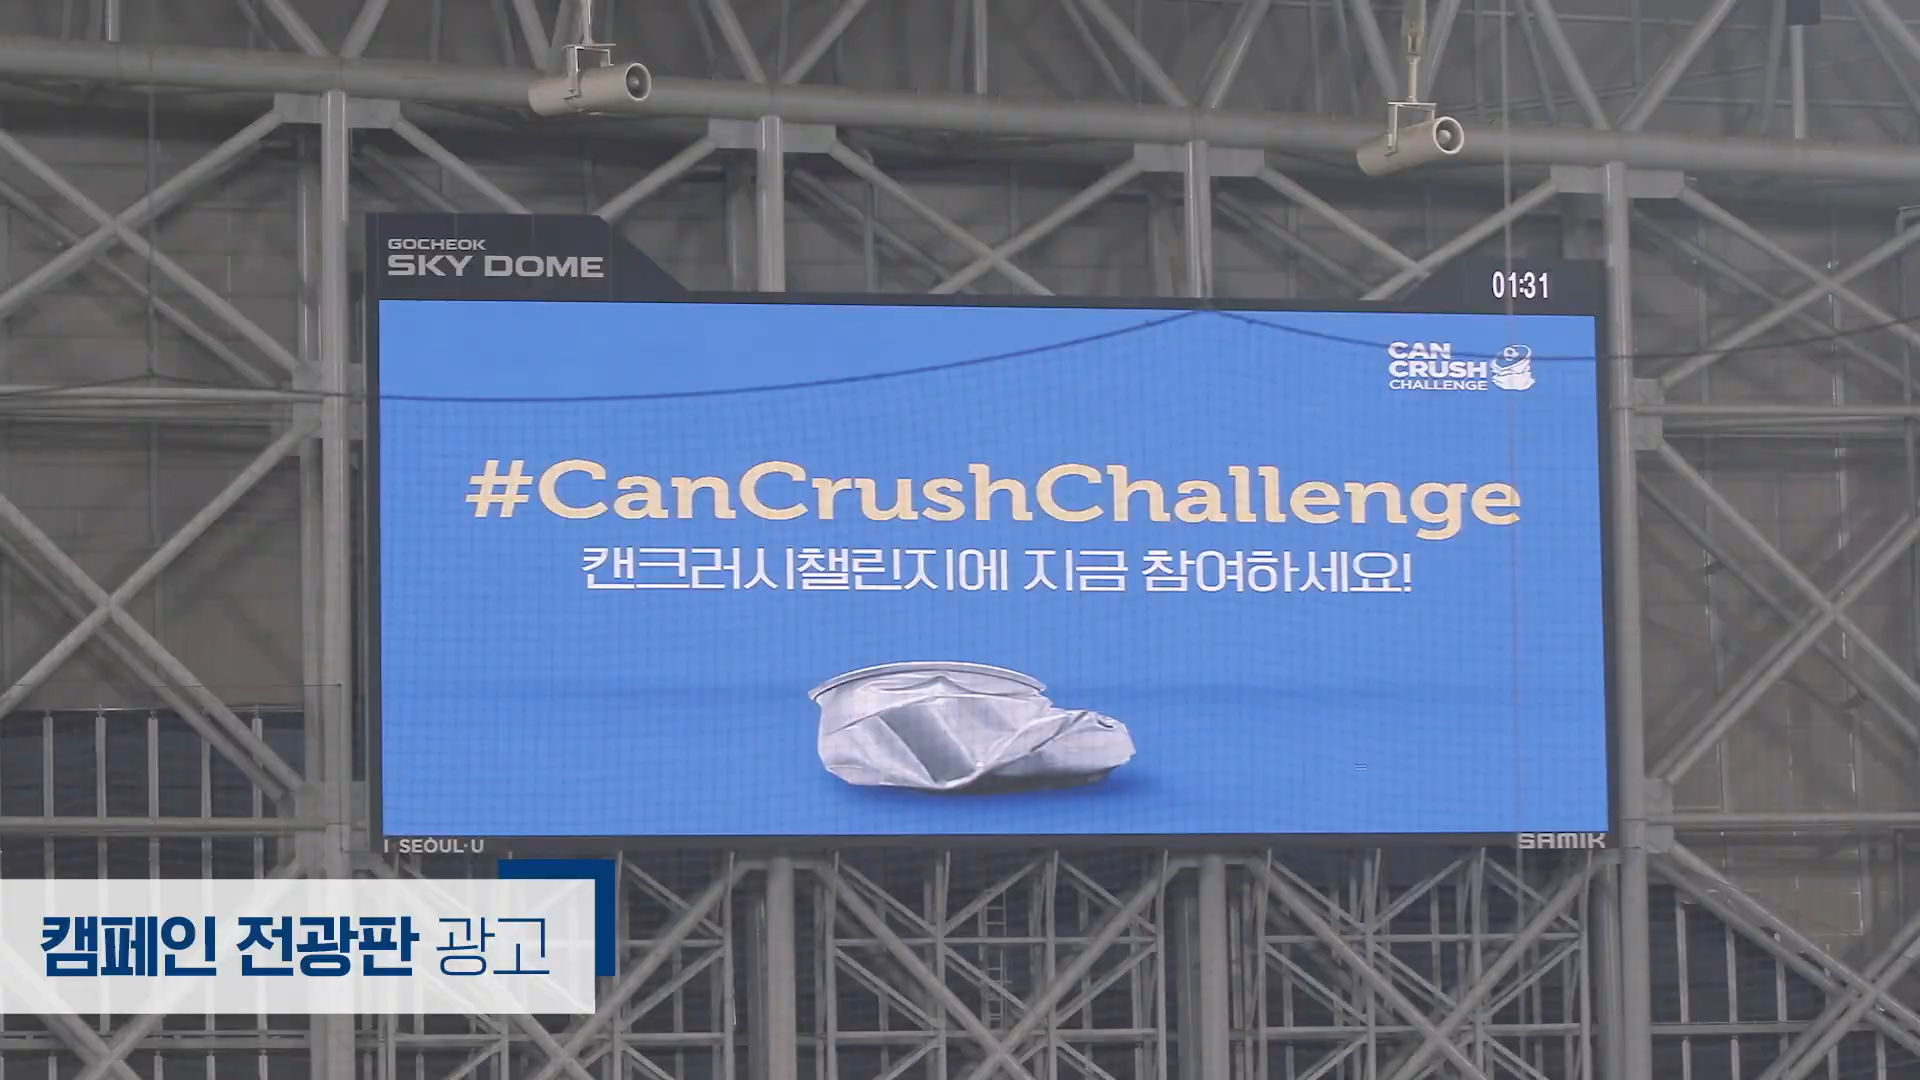 GOCHEOK
SKY DOME
01:31
CAN
CRUSH
CHALLENGE
#CanCrushChallenge
캔크러시챌린지에 지금 참여하세요!
I SEOUL·U
SAMIK
캠페인 전광판 광고